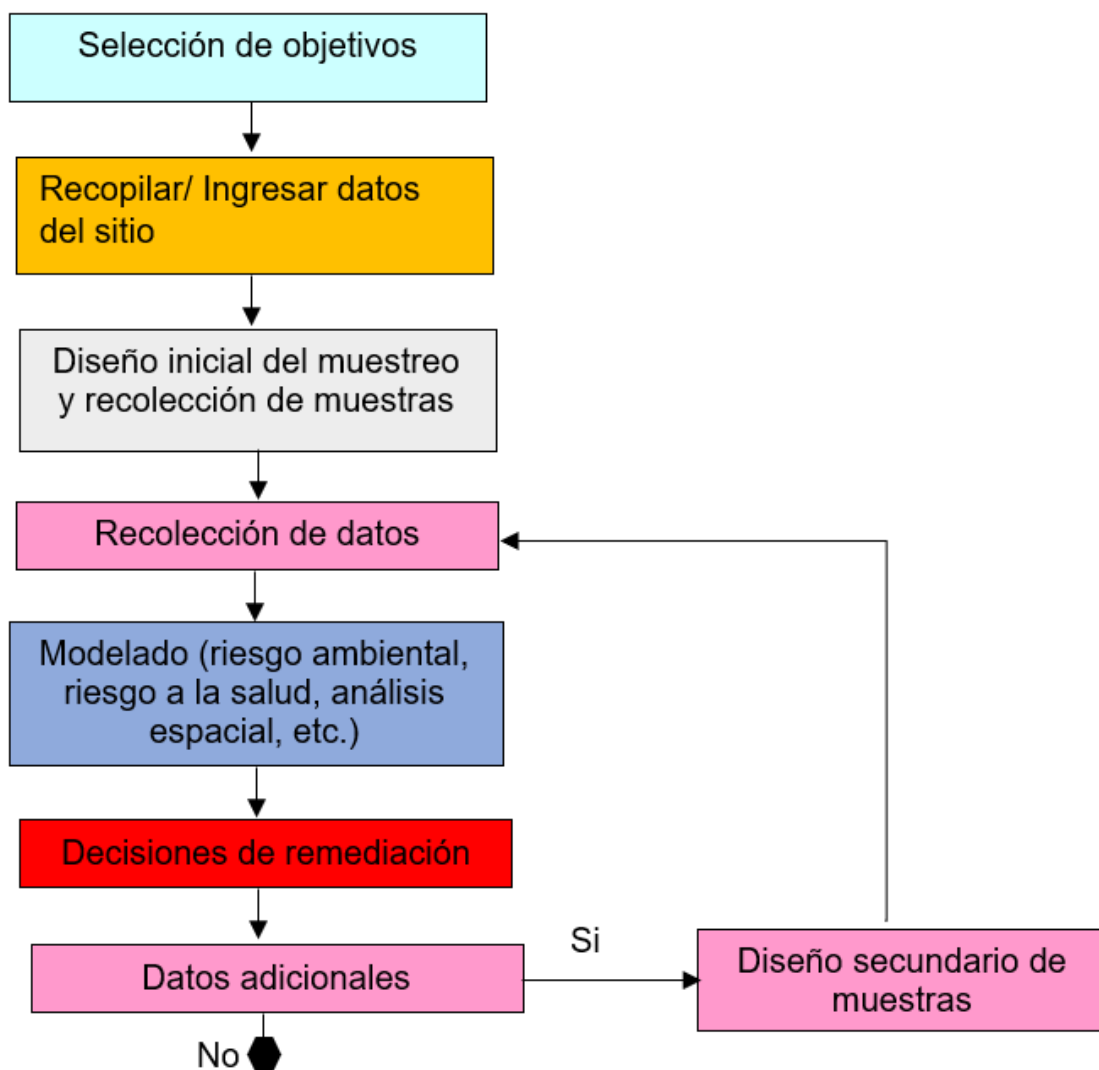 Selección de objetivos
Recopilar/ Ingresar datos
del sitio
Diseño inicial del muestreo
y recolección de muestras
Recolección de datos
Modelado (riesgo ambiental,
riesgo a la salud, análisis
espacial, etc.)
Decisiones de remediación
Datos adicionales
Si
Diseño secundario de
muestras
No